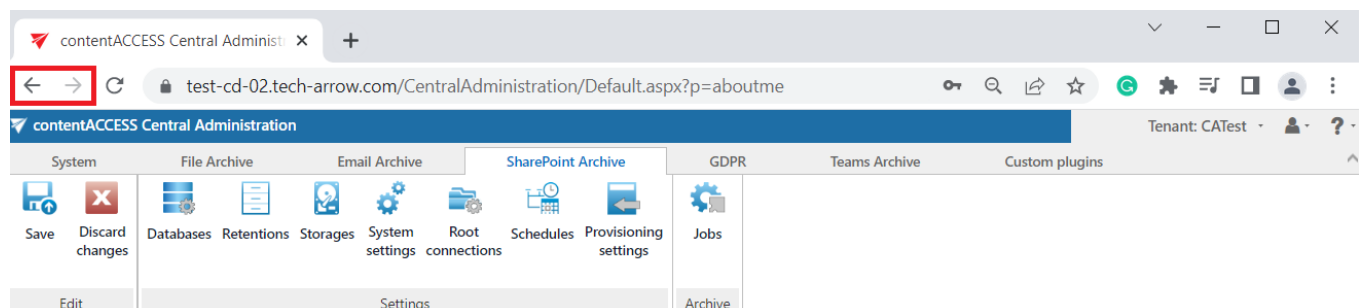 contentACCESS Central Administ
test-cd-02.tech-arrow.com/CentralAdministration/Default.aspx?p=aboutme
contentACCESS Central Administration
Tenant: CATest
?
System
File Archive
Email Archive
SharePoint Archive
GDPR
Teams Archive
Custom plugins
Save
Discard
changes
Databases
Retentions
Storages
System
settings
Root
connections
Schedules
Provisioning
settings
Jobs
Edit
Settings
Archive